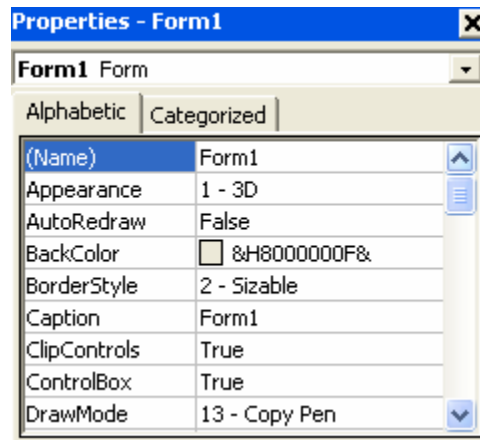 Properties - Form1
Form1 Form
Alphabetic Categorized
(Name) Form1
Appearance 1 - 3D
AutoRedraw False
BackColor &H8000000F&
BorderStyle 2 - Sizable
Caption Form1
ClipControls True
ControlBox True
DrawMode 13 - Copy Pen